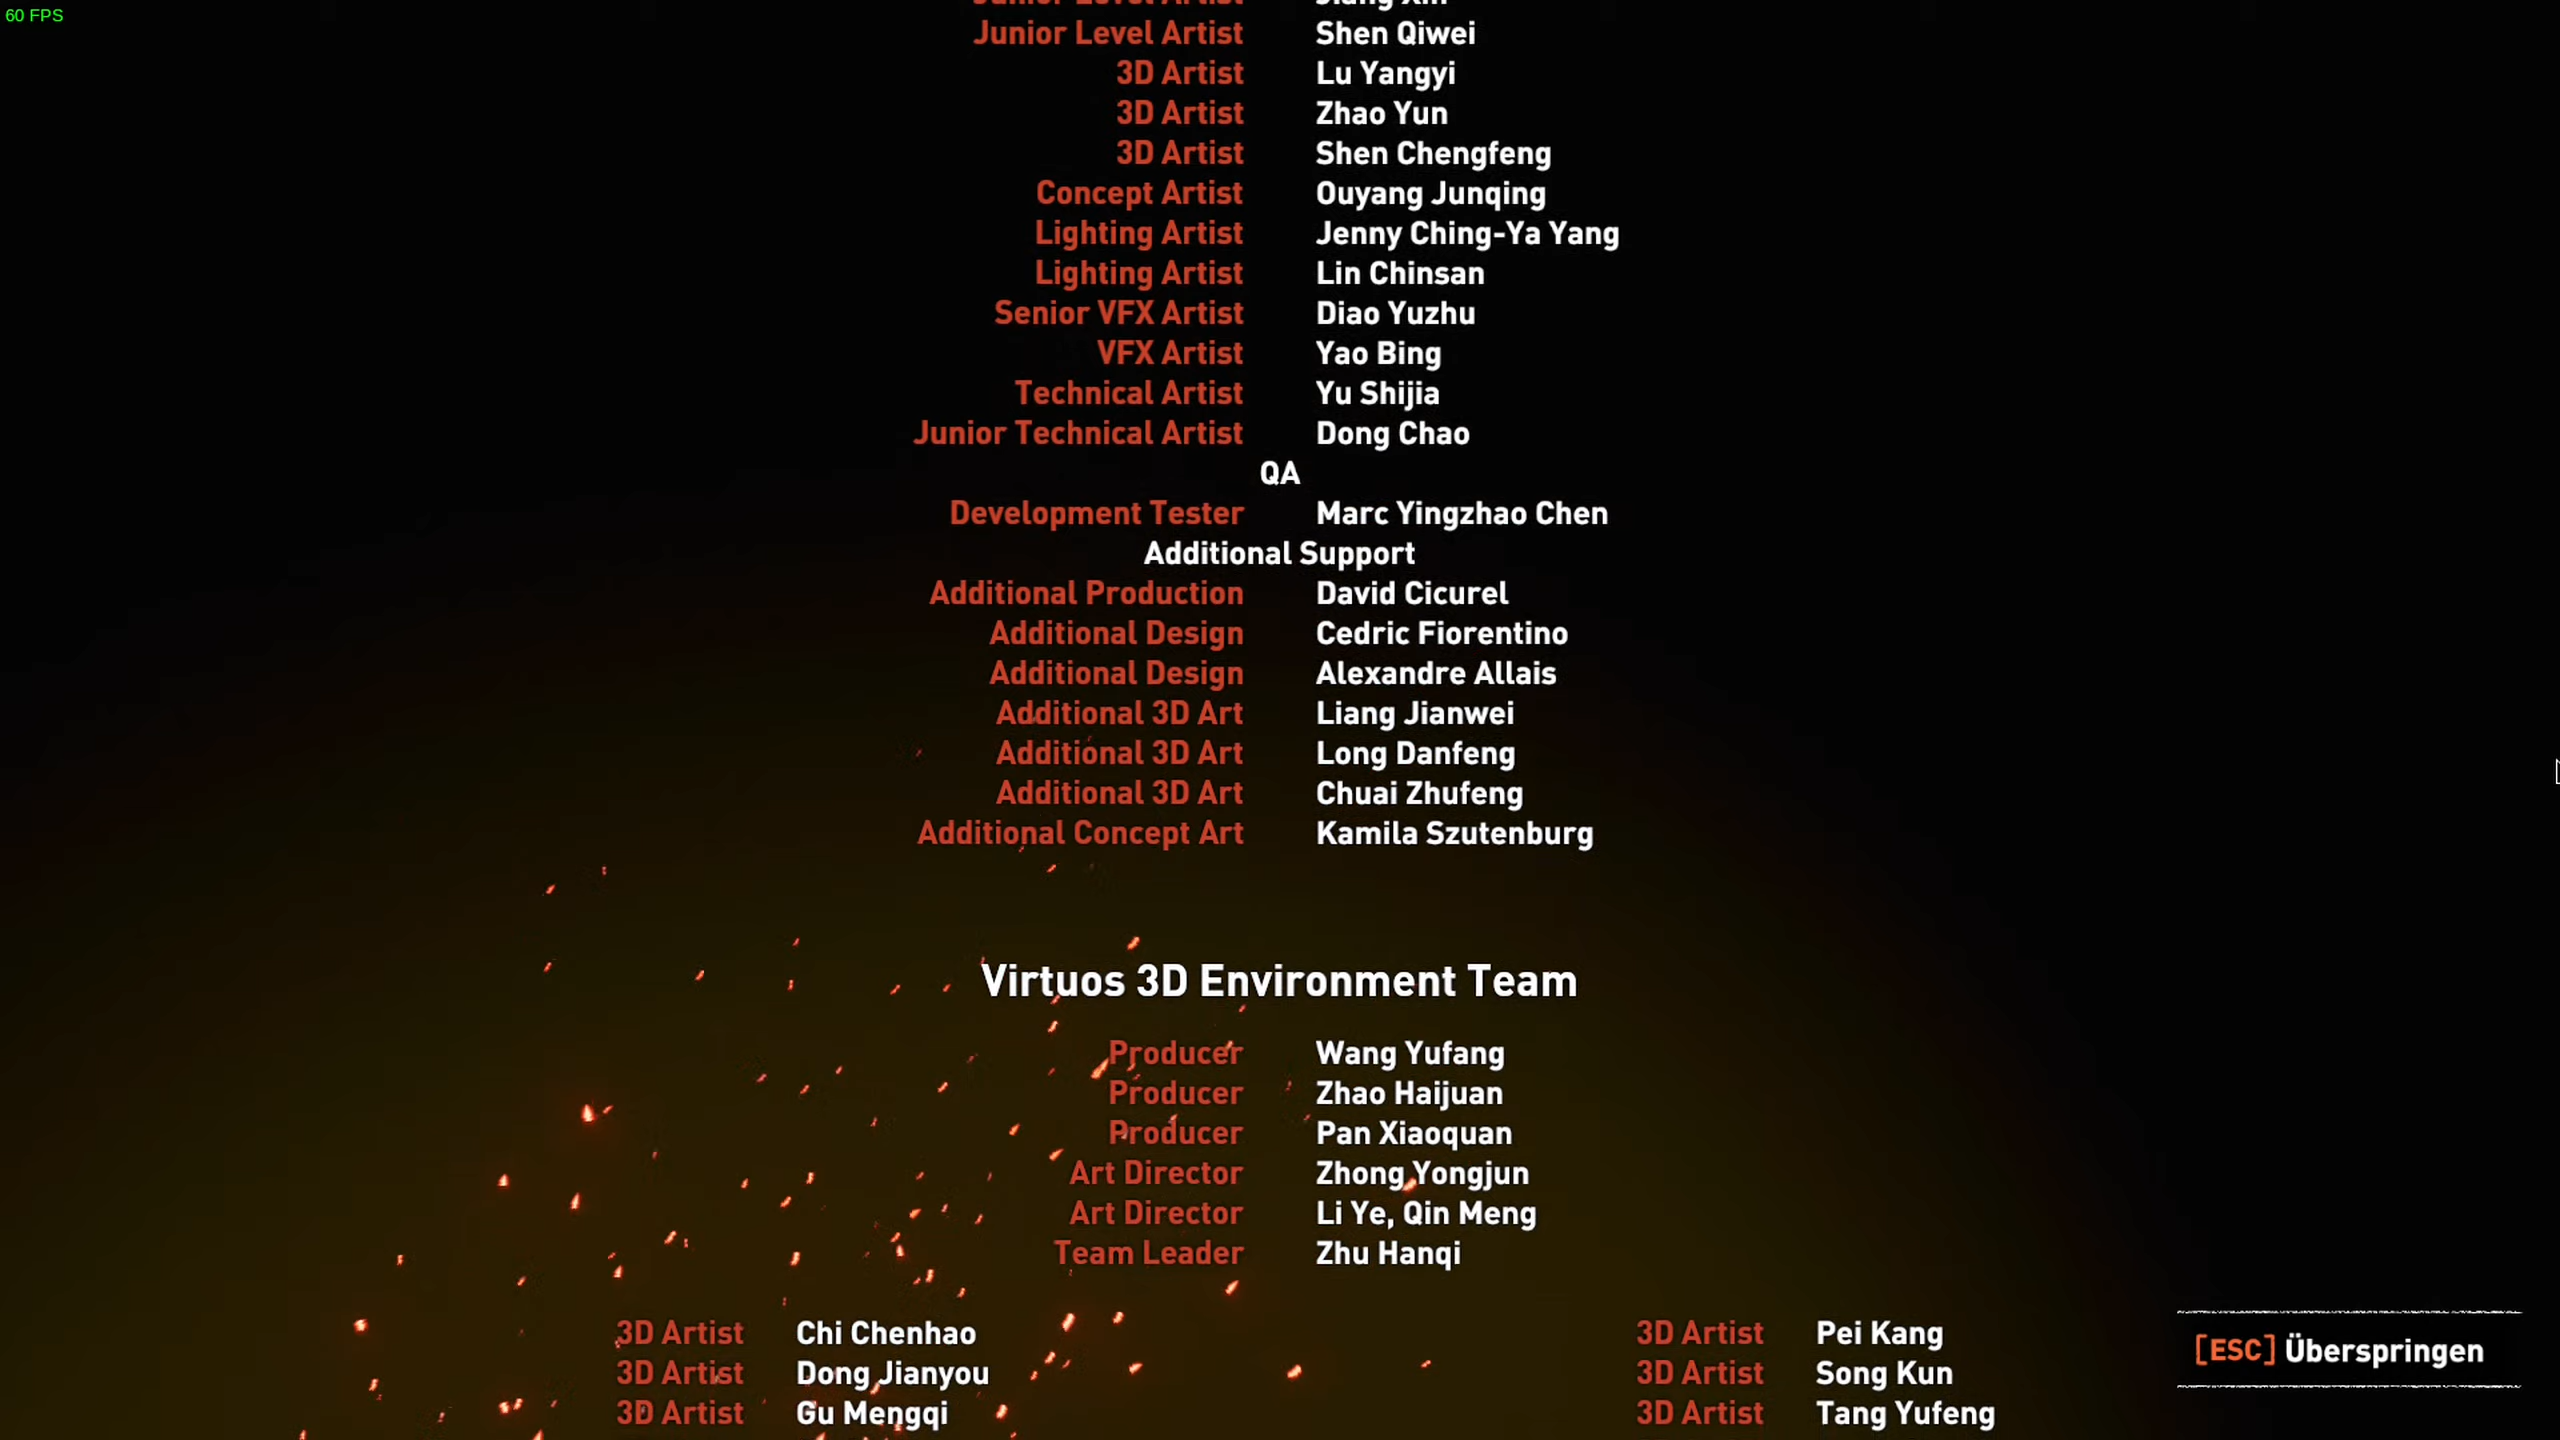 60 FPS
Junior Level Artist Jiang Xin
Junior Level Artist Shen Qiwei
3D Artist Lu Yangyi
3D Artist Zhao Yun
3D Artist Shen Chengfeng
Concept Artist Ouyang Junqing
Lighting Artist Jenny Ching-Ya Yang
Lighting Artist Lin Chinsan
Senior VFX Artist Diao Yuzhu
VFX Artist Yao Bing
Technical Artist Yu Shijia
Junior Technical Artist Dong Chao
QA
Development Tester Marc Yingzhao Chen
Additional Support
Additional Production David Cicurel
Additional Design Cedric Fiorentino
Additional Design Alexandre Allais
Additional 3D Art Liang Jianwei
Additional 3D Art Long Danfeng
Additional 3D Art Chuai Zhufeng
Additional Concept Art Kamila Szutenburg
Virtuos 3D Environment Team
Producer Wang Yufang
Producer Zhao Haijuan
Producer Pan Xiaoquan
Art Director Zhong Yongjun
Art Director Li Ye, Qin Meng
Team Leader Zhu Hanqi
3D Artist Chi Chenhao 3D Artist Pei Kang
3D Artist Dong Jianyou 3D Artist Song Kun
3D Artist Gu Mengqi 3D Artist Tang Yufeng
[ESC] Überspringen